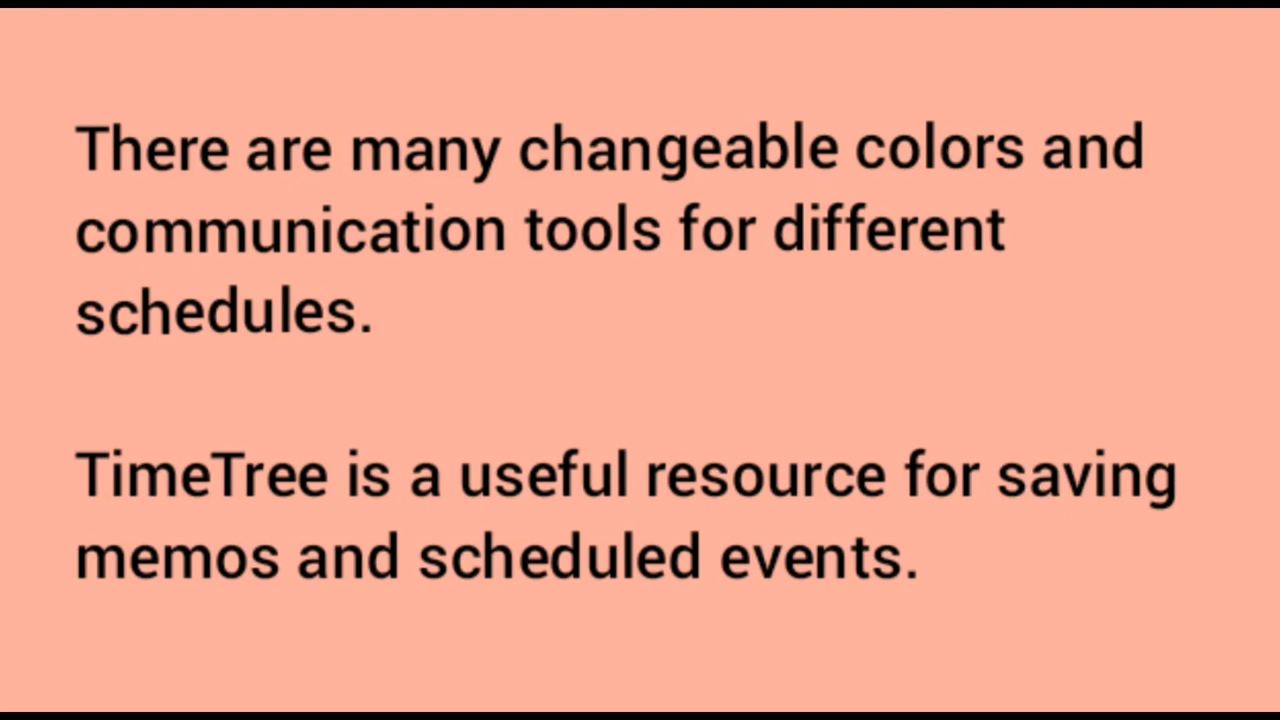 There are many changeable colors and
communication tools for different
schedules.
TimeTree is a useful resource for saving
memos and scheduled events.